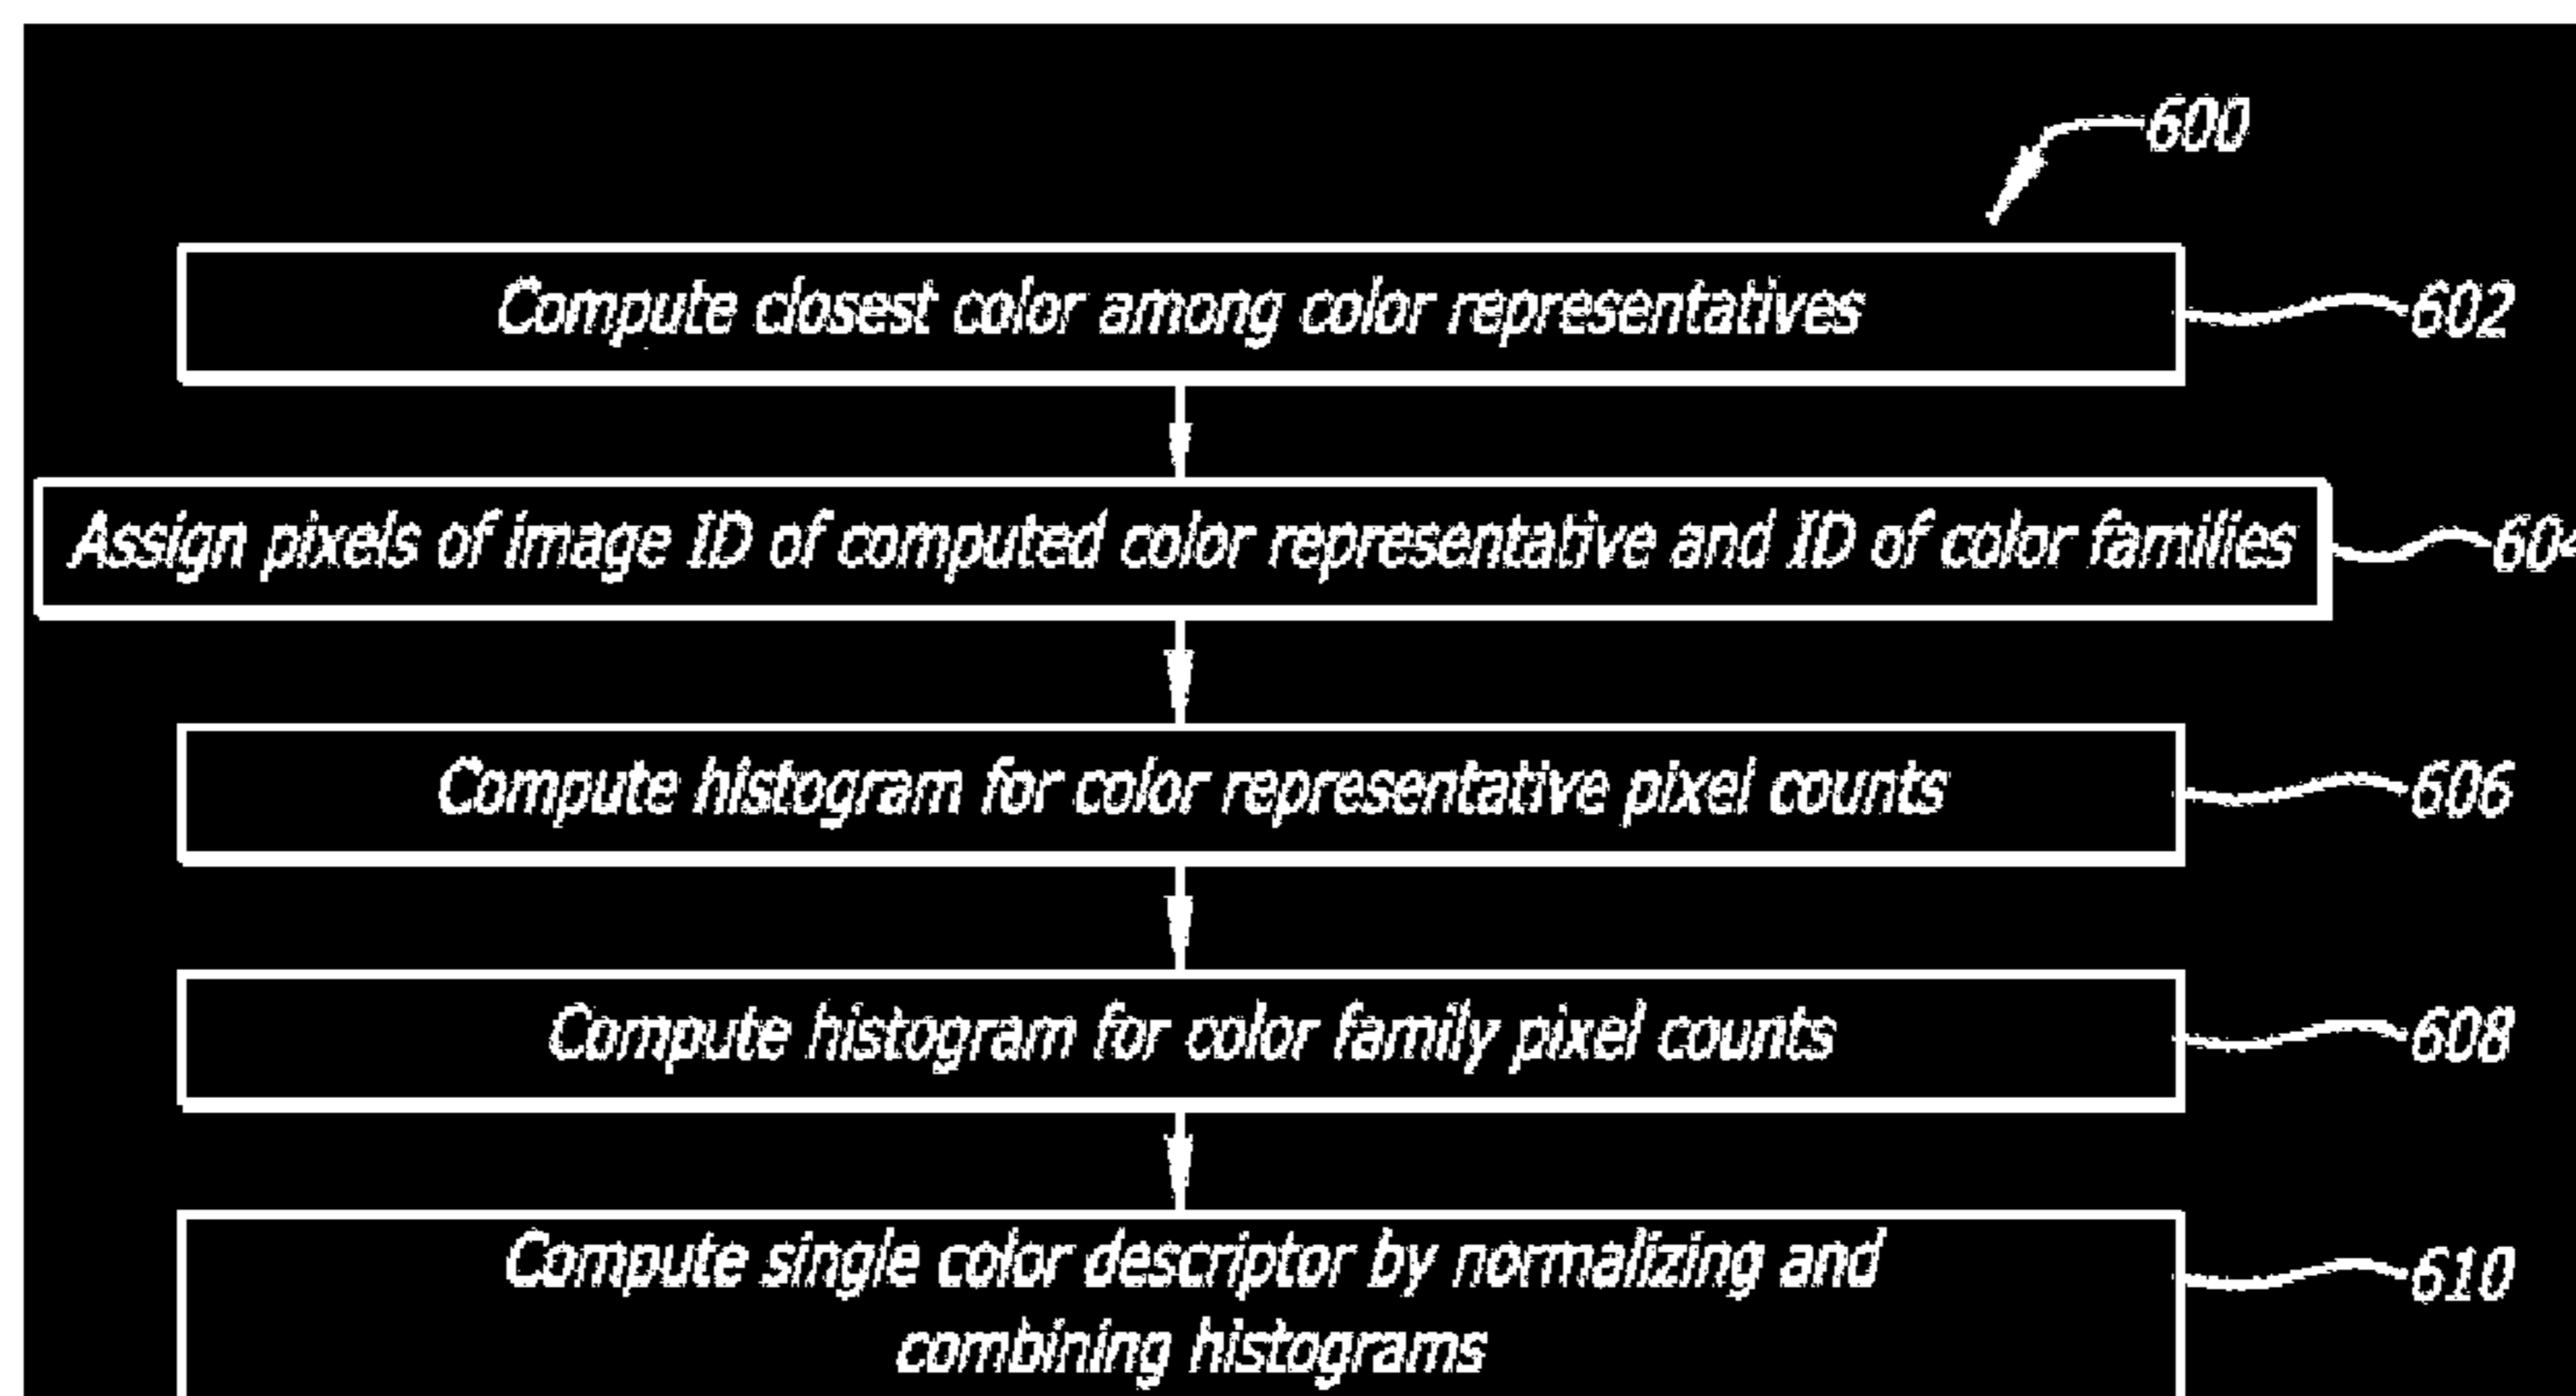 600
Compute closest color among color representatives
602
Assign pixels of image ID of computed color representative and ID of color families
604
Compute histogram for color representative pixel counts
606
Compute histogram for color family pixel counts
608
Compute single color descriptor by normalizing and
610
combining histograms